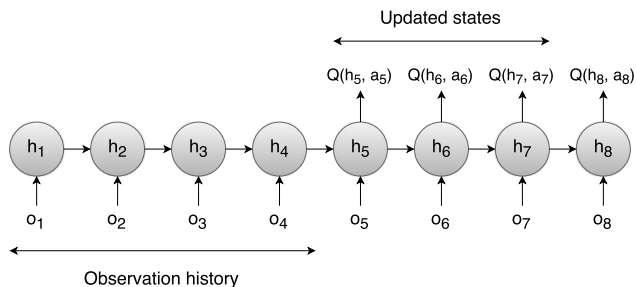 Updated states
Q(h5, a5) Q(h6, a6) Q(h7, a7) Q(h8, a8)
h1 h2 h3 h4 h5 h6 h7 h8
o1 o2 o3 o4 o5 o6 o7 o8
Observation history